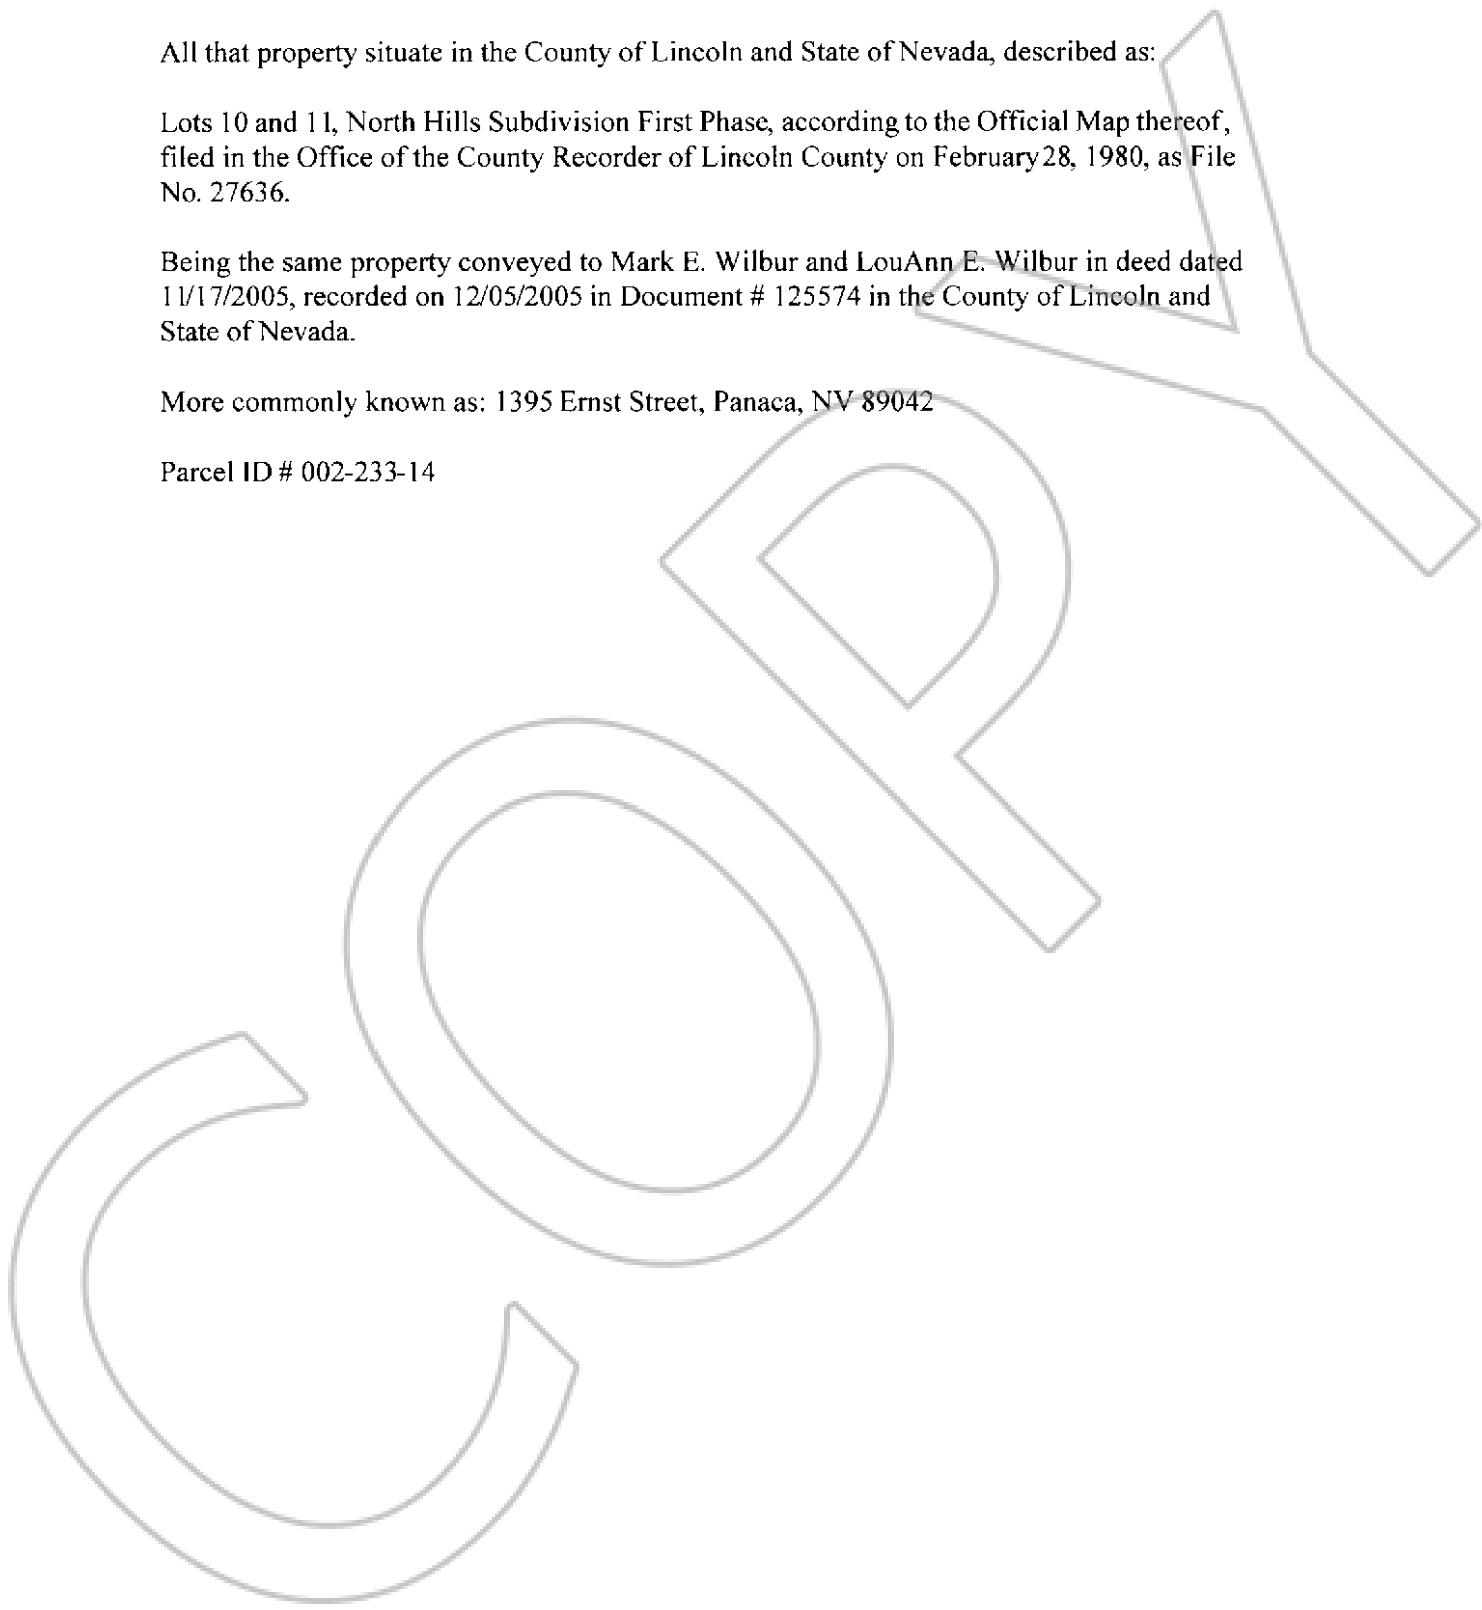 All that property situate in the County of Lincoln and State of Nevada, described as:
Lots 10 and 11, North Hills Subdivision First Phase, according to the Official Map thereof,
filed in the Office of the County Recorder of Lincoln County on February 28, 1980, as File
No. 27636.
Being the same property conveyed to Mark E. Wilbur and LouAnn E. Wilbur in deed dated
11/17/2005, recorded on 12/05/2005 in Document # 125574 in the County of Lincoln and
State of Nevada.
More commonly known as: 1395 Ernst Street, Panaca, NV 89042
Parcel ID # 002-233-14
COPY